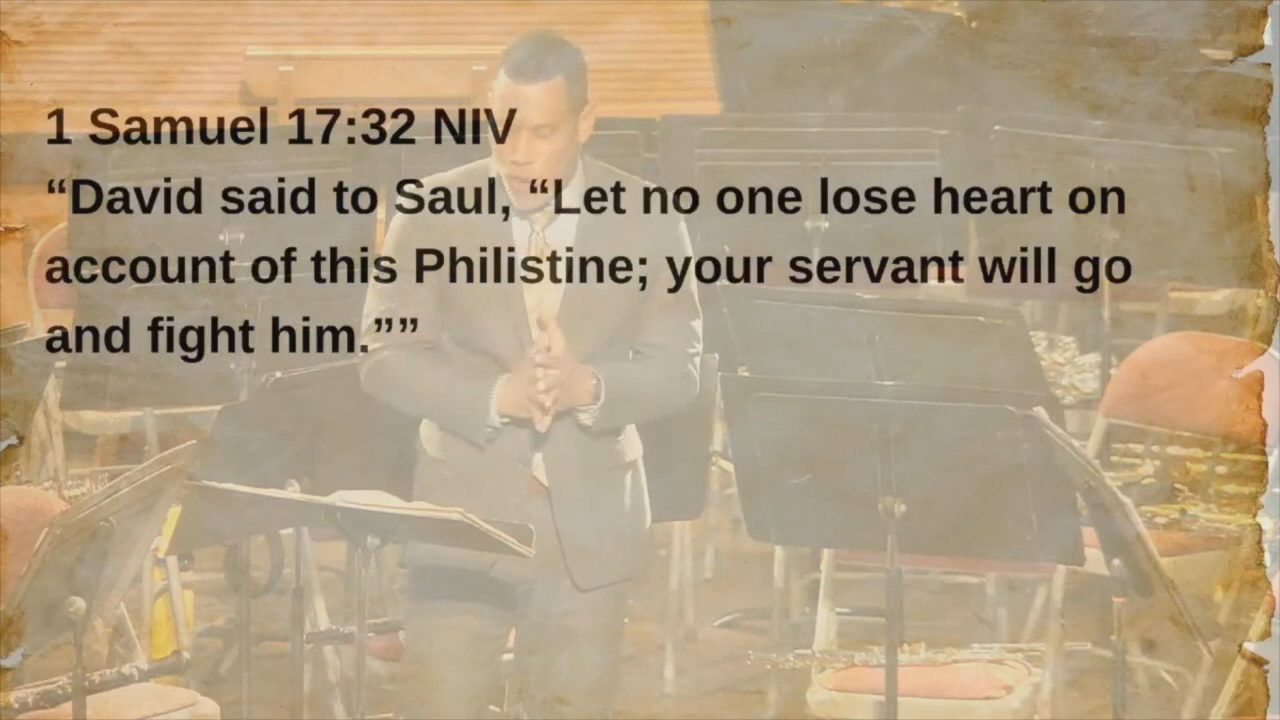 1 Samuel 17:32 NIV
“David said to Saul, “Let no one lose heart on
account of this Philistine; your servant will go
and fight him.””